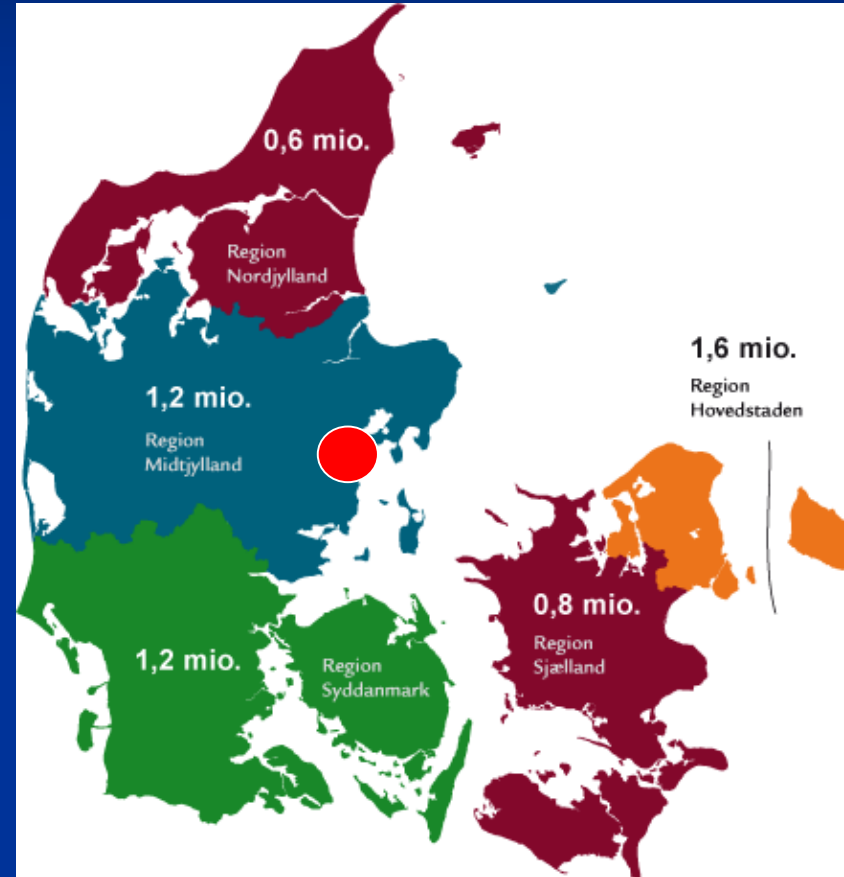 0,6 mio.
Region
Nordjylland
1,6 mio.
Region
Hovedstaden
1,2 mio.
Region
Midtjylland
0,8 mio.
Region
Sjælland
1,2 mio.
Region
Syddanmark